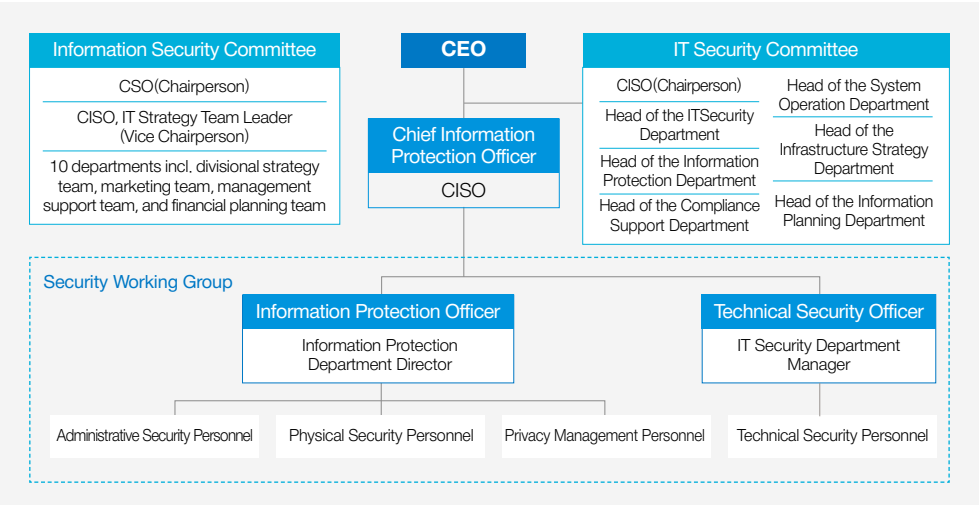 Information Security Committee
CSO(Chairperson)
CISO, IT Strategy Team Leader
(Vice Chairperson)
10 departments incl. divisional strategy
team, marketing team, management
support team, and financial planning team
CEO
Chief Information
Protection Officer
CISO
IT Security Committee
CISO(Chairperson)
Head of the ITSecurity
Department
Head of the Information
Protection Department
Head of the Compliance
Support Department
Head of the System
Operation Department
Head of the
Infrastructure Strategy
Department
Head of the Information
Planning Department
Security Working Group
Information Protection Officer
Information Protection
Department Director
Technical Security Officer
IT Security Department
Manager
Administrative Security Personnel
Physical Security Personnel
Privacy Management Personnel
Technical Security Personnel